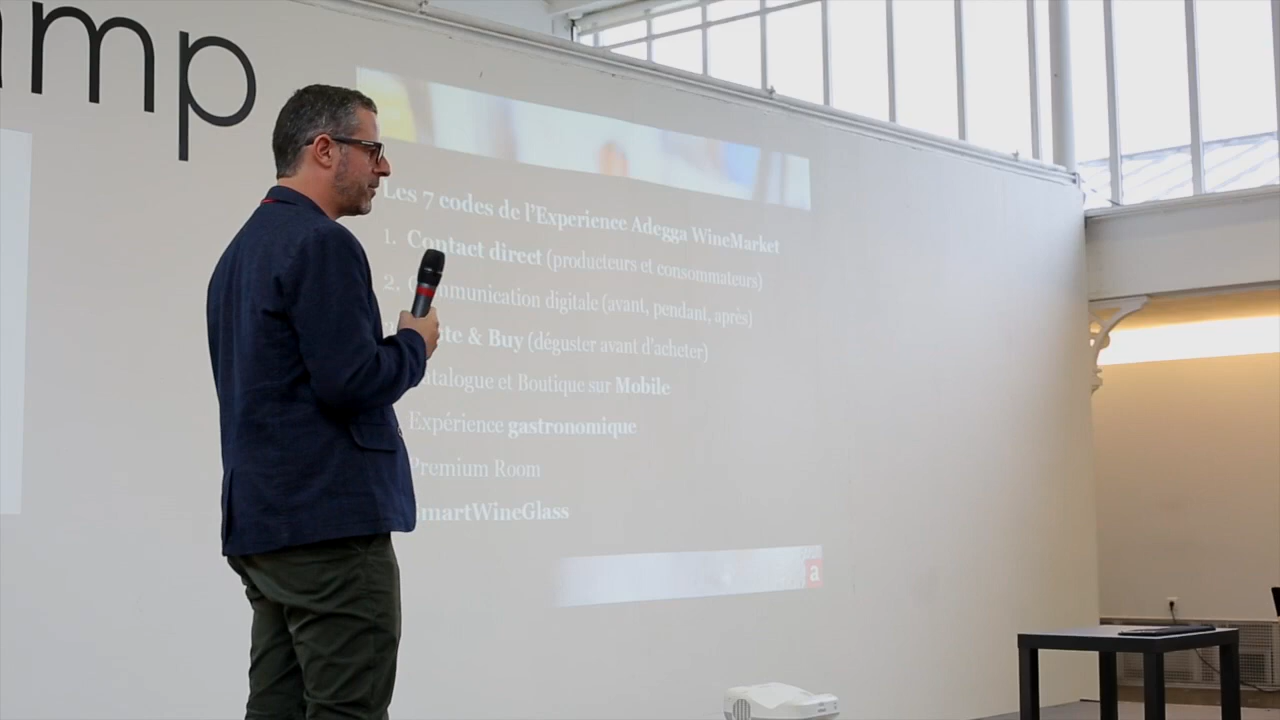 mp
Les 7 codes de l'Experience Adegga WineMarket
1. Contact direct (producteurs et consommateurs)
2. mmunication digitale (avant, pendant, après)
te & Buy (déguster avant d'acheter)
atalogue et Boutique sur Mobile
Expérience gastronomique
Premium Room
martWineGlass
a